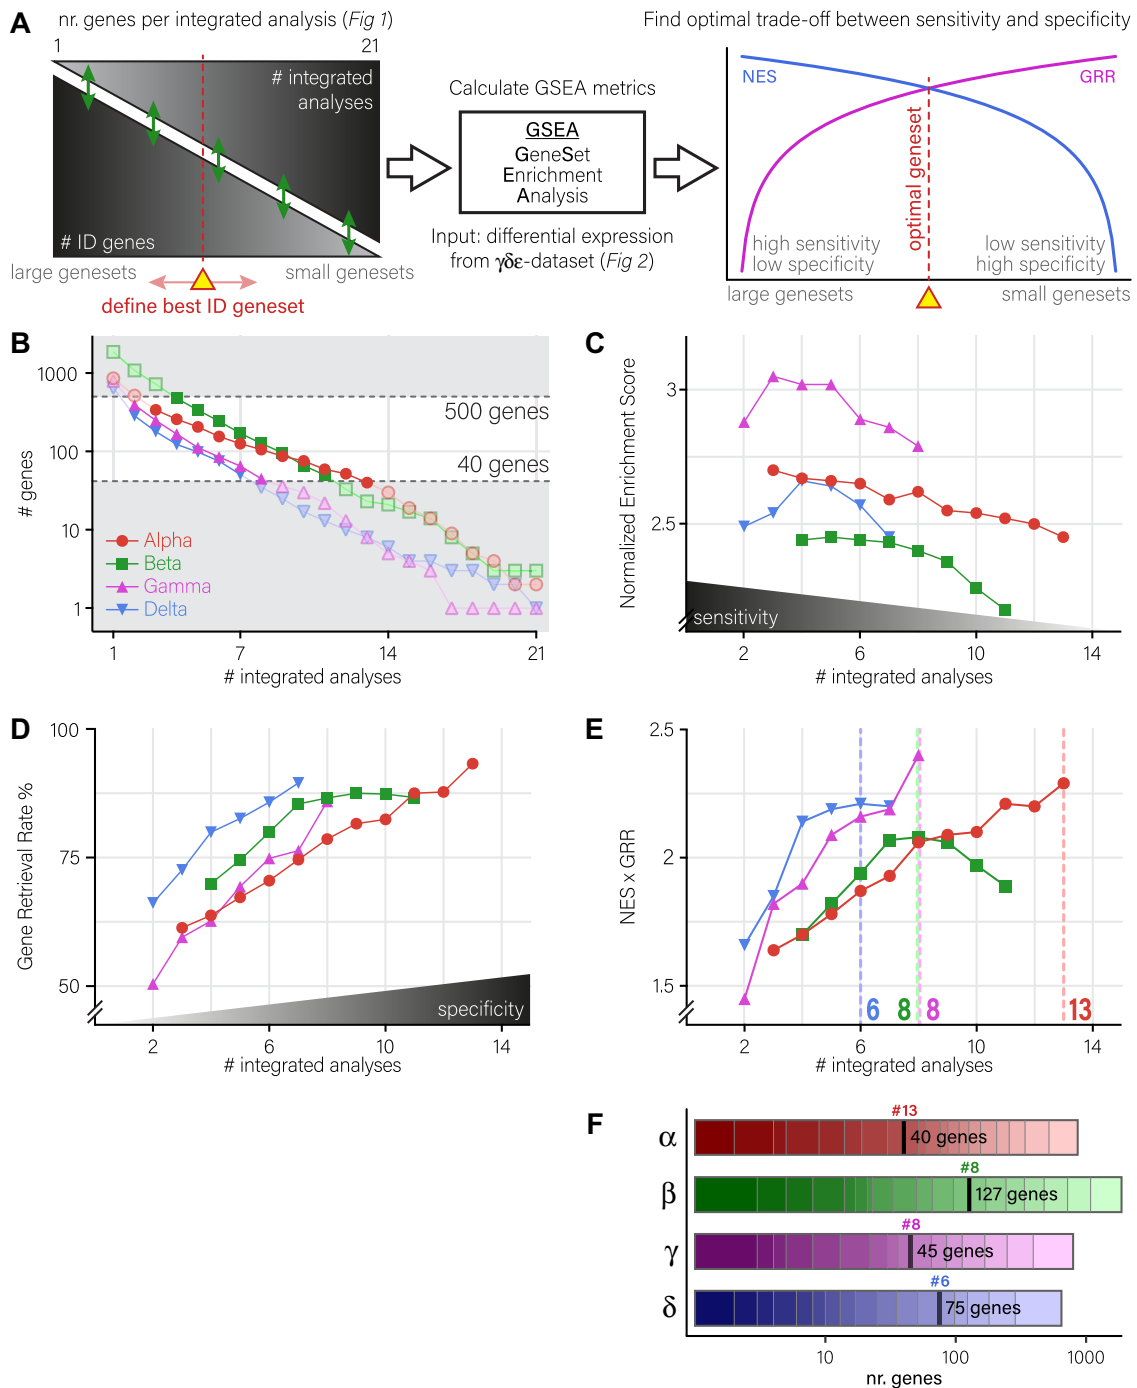 A
nr. genes per integrated analysis (Fig 1)
1
21
# integrated
analyses
# ID genes
large genesets
small genesets
define best ID geneset
Calculate GSEA metrics
GSEA
GeneSet
Enrichment
Analysis
Input: differential expression
from γδε-dataset (Fig 2)
Find optimal trade-off between sensitivity and specificity
NES
GRR
optimal geneset
high sensitivity
low specificity
low sensitivity
high specificity
large genesets
small genesets
B
# genes
1000
100
10
1
500 genes
40 genes
Alpha
Beta
Gamma
Delta
1
7
14
21
# integrated analyses
C
Normalized Enrichment Score
3
2.5
sensitivity
2
6
10
14
# integrated analyses
D
Gene Retrieval Rate %
100
75
50
specificity
2
6
10
14
# integrated analyses
E
NES x GRR
2.5
2
1.5
6
8
8
13
2
6
10
14
# integrated analyses
F
#13
α
40 genes
#8
β
127 genes
#8
γ
45 genes
#6
δ
75 genes
10
100
1000
nr. genes